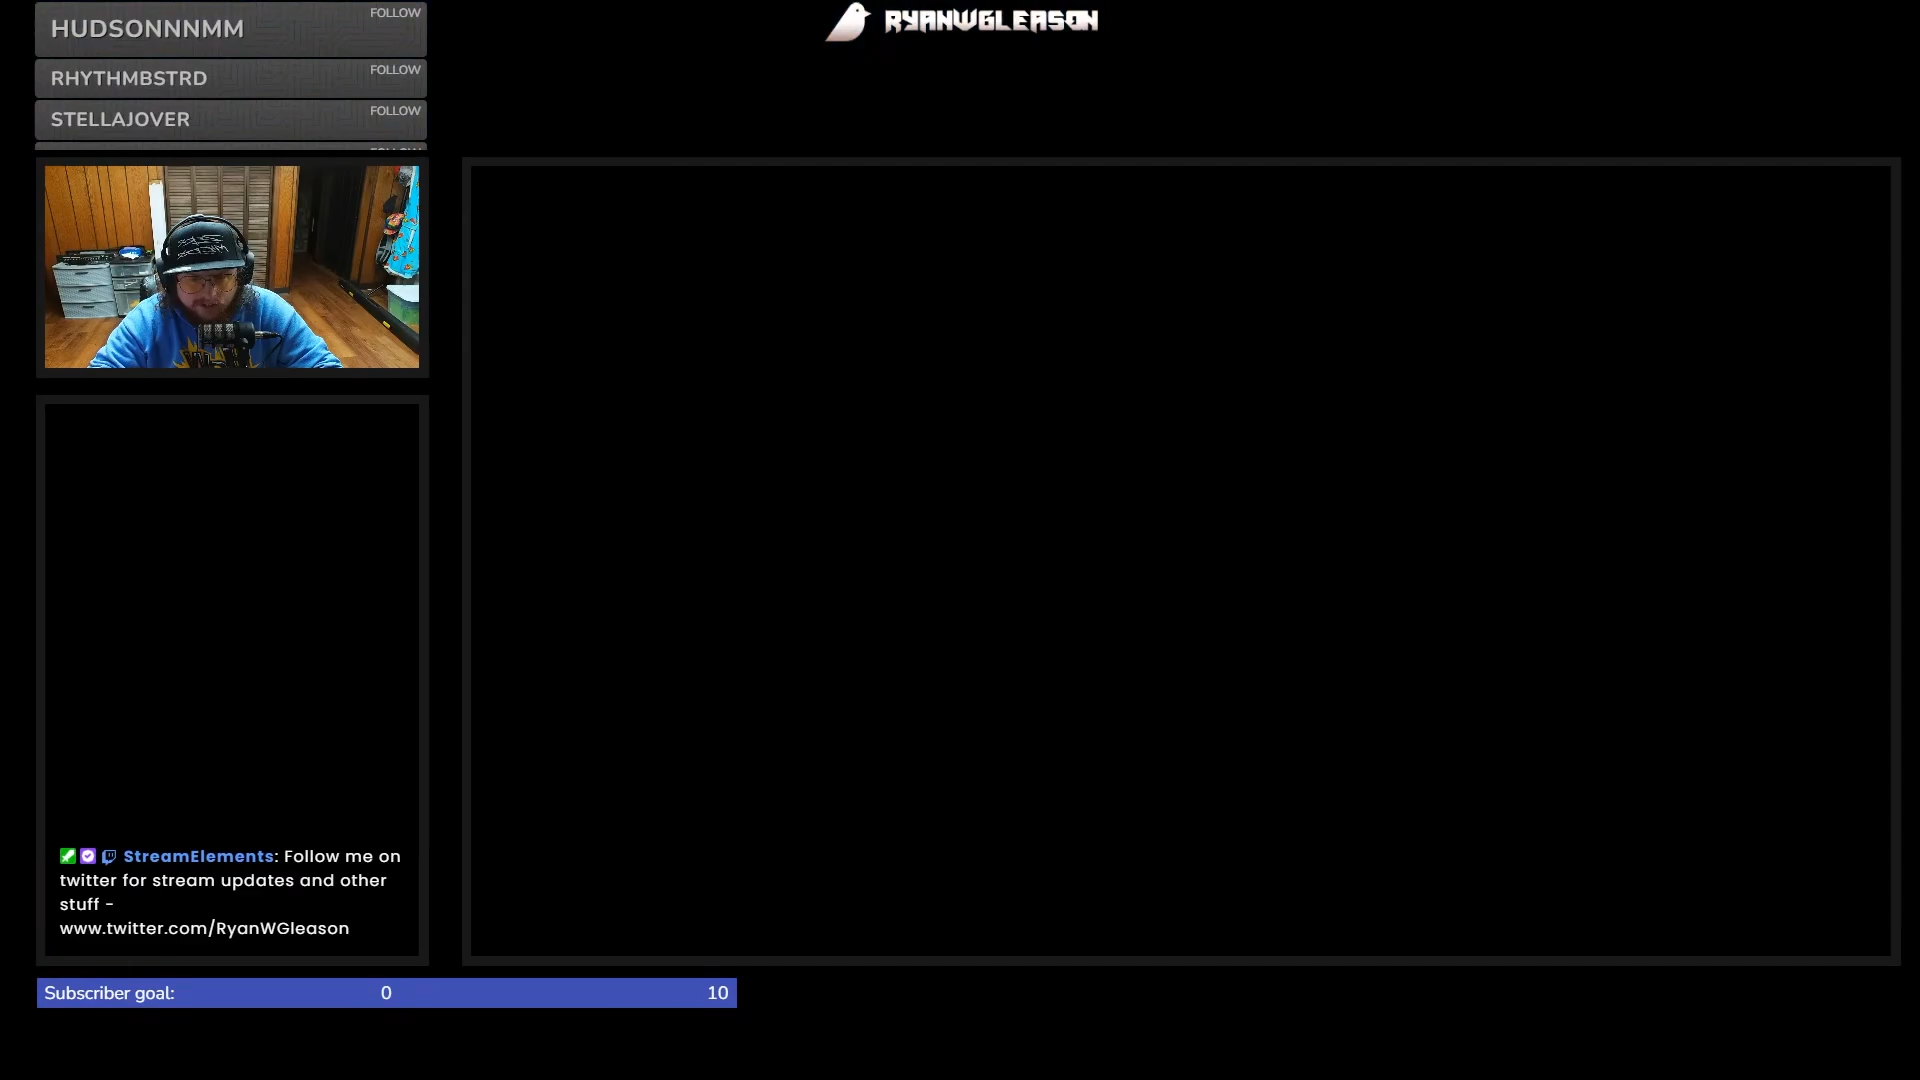 HUDSONNNMM
FOLLOW
RHYTHMBSTRD
FOLLOW
STELLAJOVER
FOLLOW
RYANWGLEASON
StreamElements: Follow me on
twitter for stream updates and other
stuff -
www.twitter.com/RyanWGleason
Subscriber goal:
0
10